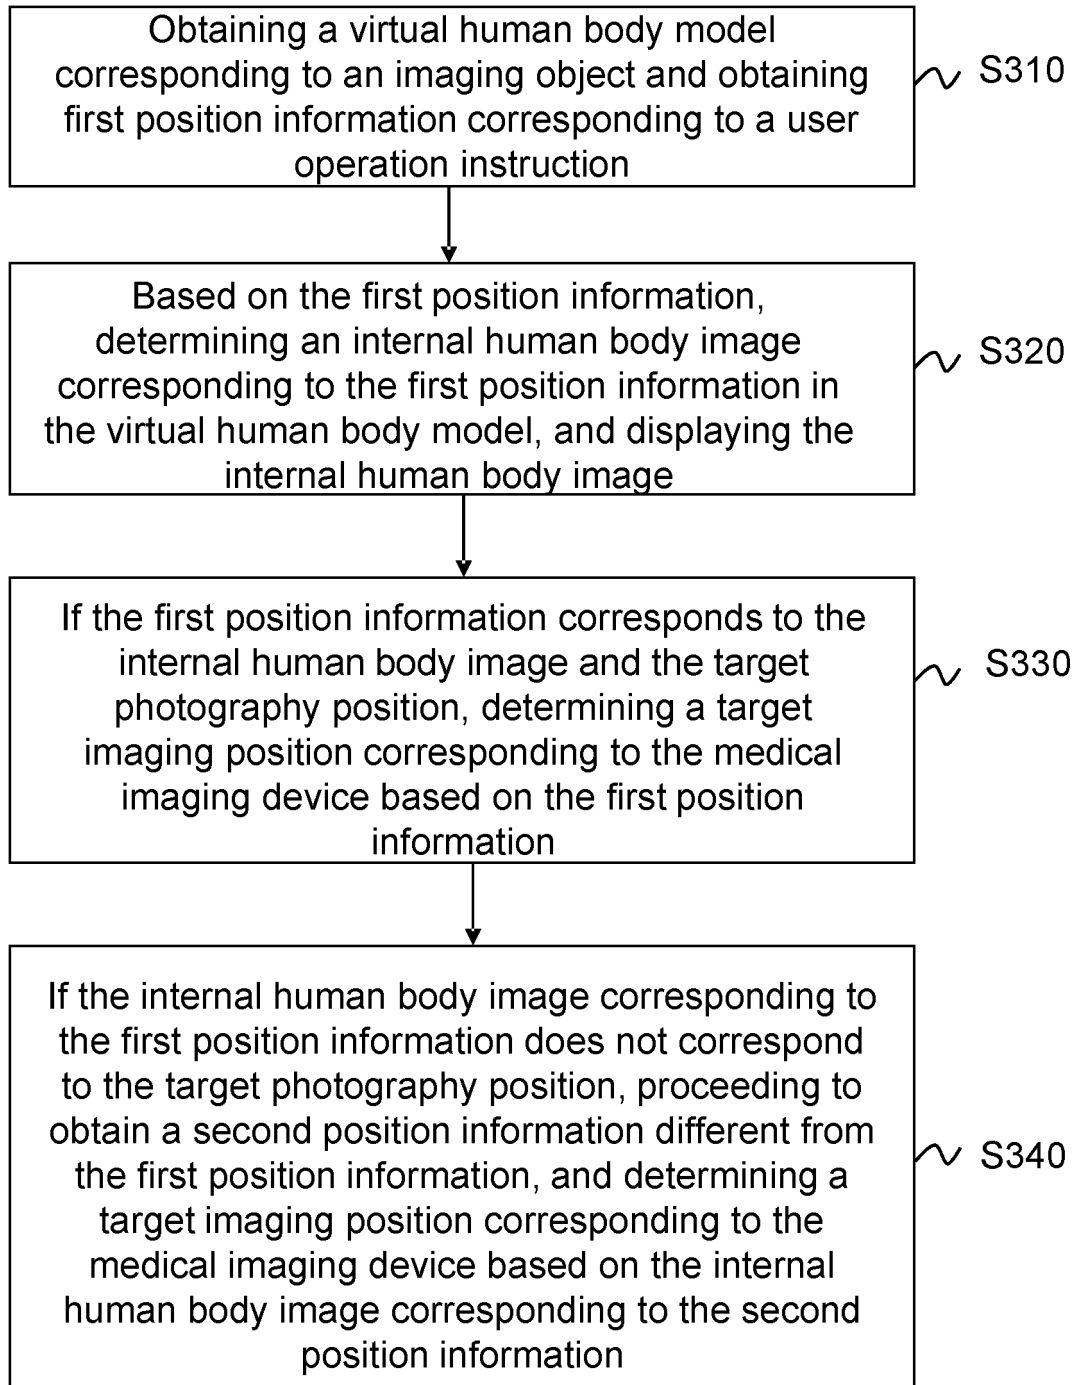 Obtaining a virtual human body model
corresponding to an imaging object and obtaining
first position information corresponding to a user
operation instruction
S310
Based on the first position information,
determining an internal human body image
corresponding to the first position information in
the virtual human body model, and displaying the
internal human body image
S320
If the first position information corresponds to the
internal human body image and the target
photography position, determining a target
imaging position corresponding to the medical
imaging device based on the first position
information
S330
If the internal human body image corresponding to
the first position information does not correspond
to the target photography position, proceeding to
obtain a second position information different from
the first position information, and determining a
target imaging position corresponding to the
medical imaging device based on the internal
human body image corresponding to the second
position information
S340